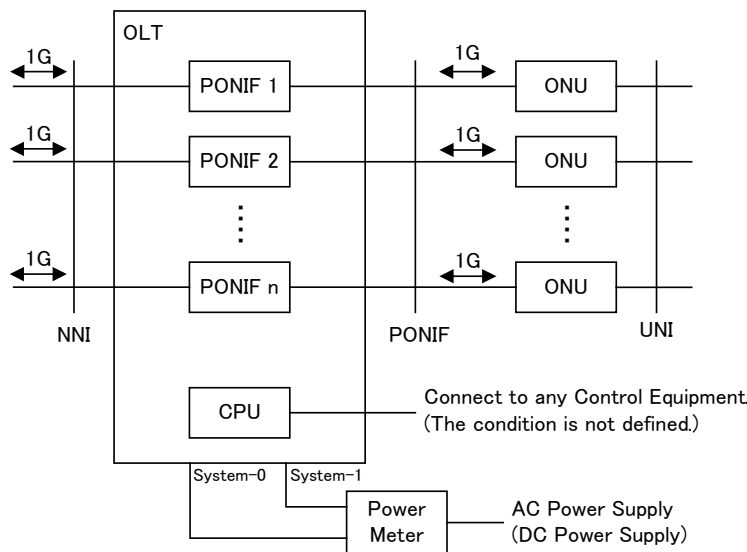 OLT
1G
1G
PONIF 1
ONU
1G
1G
PONIF 2
ONU
1G
1G
PONIF n
ONU
NNI
PONIF
UNI
CPU
Connect to any Control Equipment.
(The condition is not defined.)
System-0
System-1
Power
Meter
AC Power Supply
(DC Power Supply)